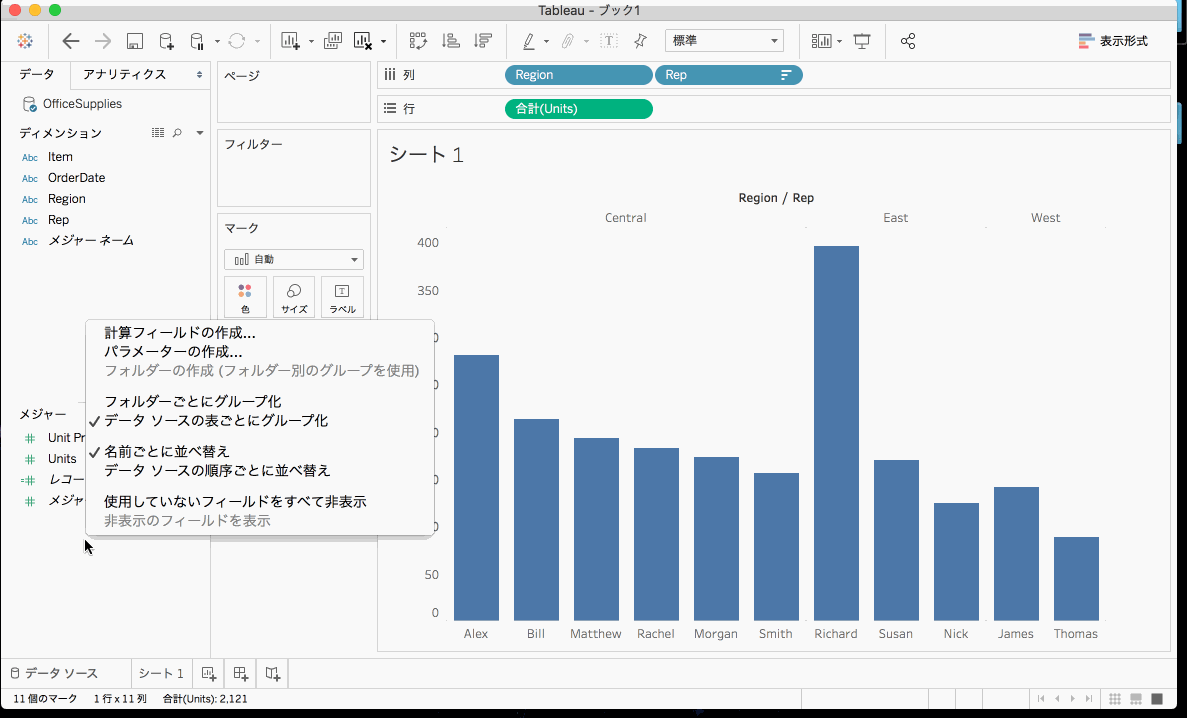 Tableau - ブック1
標準
表示形式
データ
アナリティクス
OfficeSupplies
ディメンション
Abc Item
Abc OrderDate
Abc Region
Abc Rep
Abc メジャー ネーム
メジャー
Unit Pr
Units
レコー
メジャ
ページ
フィルター
マーク
自動
色
サイズ
ラベル
計算フィールドの作成...
パラメーターの作成...
フォルダーの作成 (フォルダー別のグループを使用)
フォルダーごとにグループ化
データ ソースの表ごとにグループ化
名前ごとに並べ替え
データ ソースの順序ごとに並べ替え
使用していないフィールドをすべて非表示
非表示のフィールドを表示
列
Region
Rep
行
合計(Units)
シート 1
Region / Rep
Central
East
West
400
350
0
0
0
0
0
50
0
Alex
Bill
Matthew
Rachel
Morgan
Smith
Richard
Susan
Nick
James
Thomas
データ ソース
シート 1
11 個のマーク
1 行 x 11 列
合計(Units): 2,121